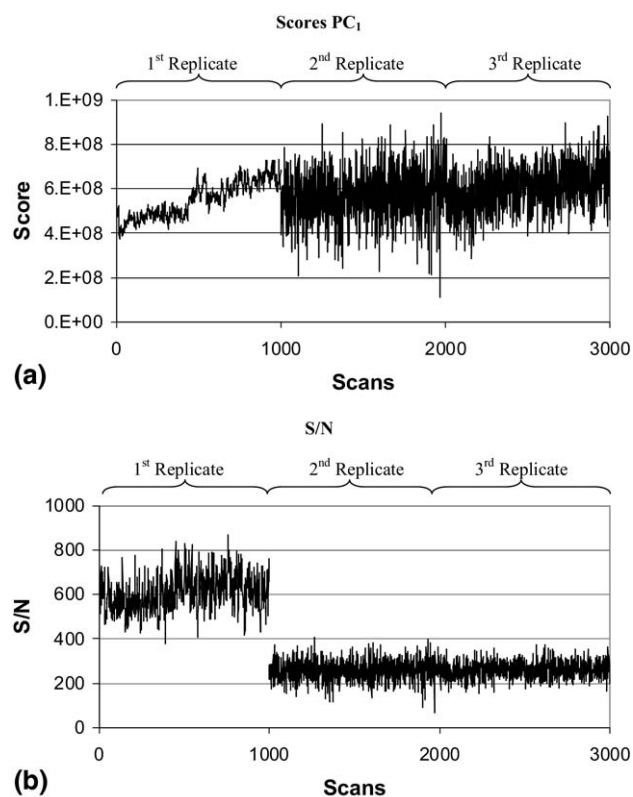 Scores PC₁
1st Replicate 2nd Replicate 3rd Replicate
1.E+09
8.E+08
6.E+08
4.E+08
2.E+08
0.E+00
Score
0 1000 2000 3000
Scans
(a)
S/N
1st Replicate 2nd Replicate 3rd Replicate
1000
800
600
400
200
0
S/N
0 1000 2000 3000
Scans
(b)